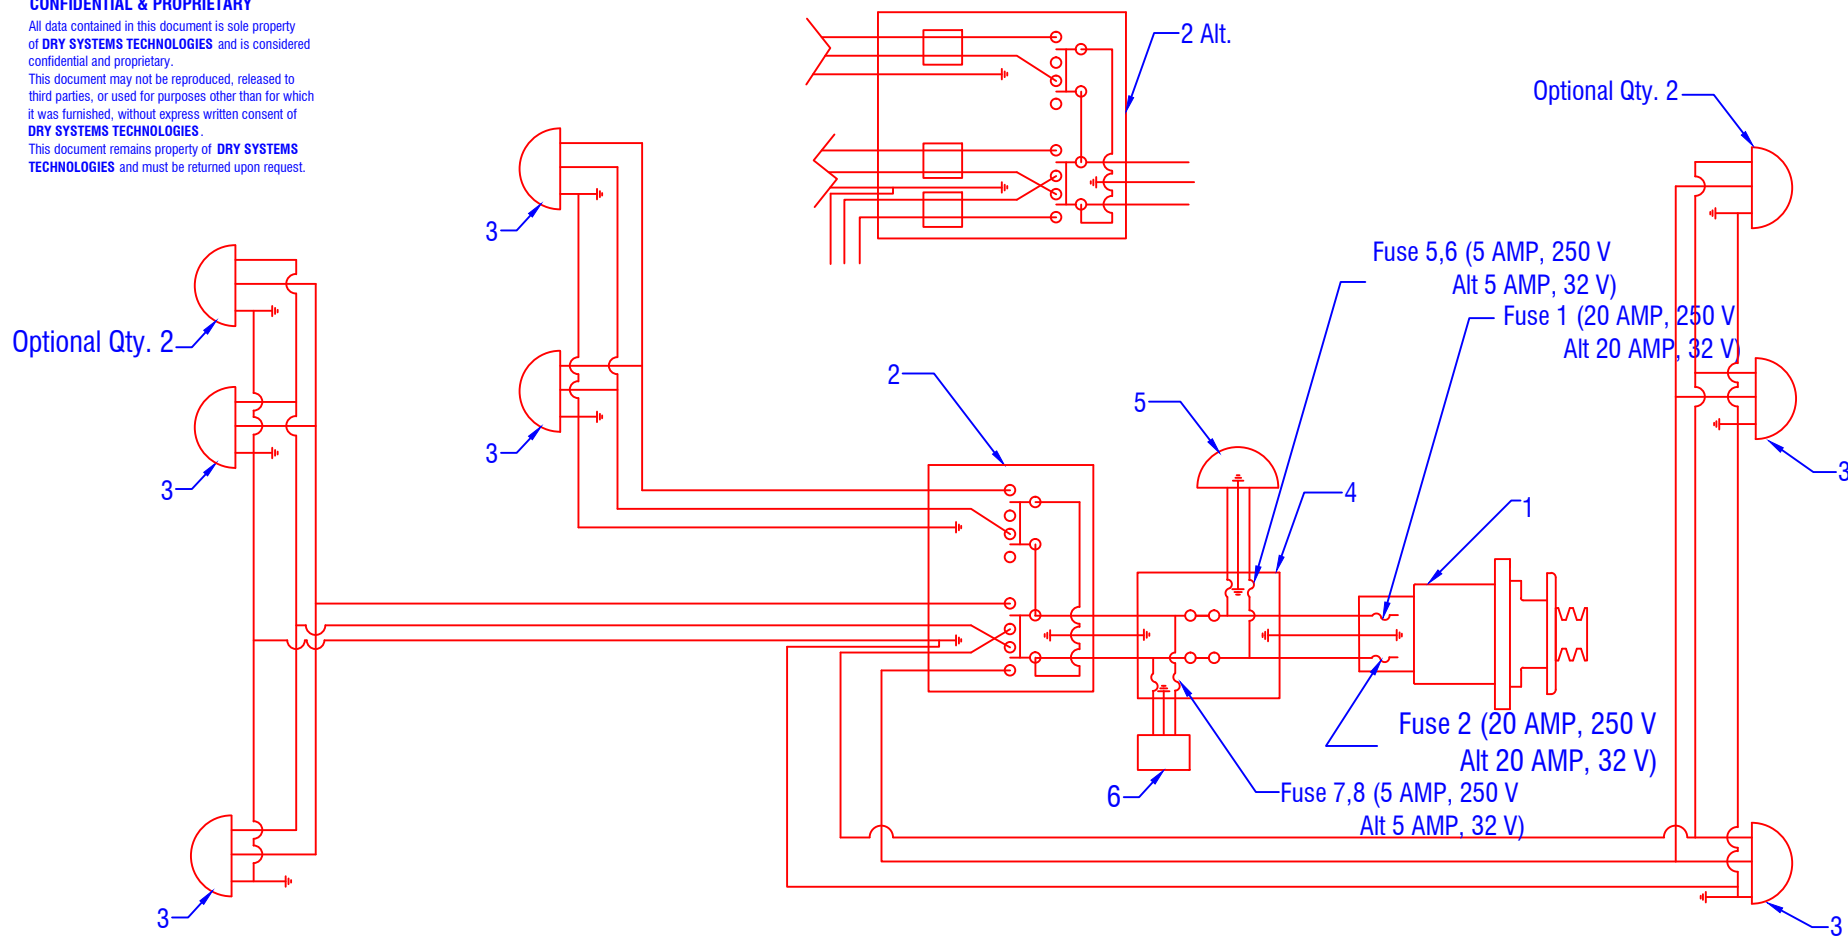 CONFIDENTIAL & PROPRIETARY
All data contained in this document is sole property
of DRY SYSTEMS TECHNOLOGIES and is considered
confidential and proprietary.
This document may not be reproduced, released to
third parties, or used for purposes other than for which
it was furnished, without express written consent of
DRY SYSTEMS TECHNOLOGIES.
This document remains property of DRY SYSTEMS
TECHNOLOGIES and must be returned upon request.
2 Alt.
Optional Qty. 2
3
Fuse 5,6 (5 AMP, 250 V
Alt 5 AMP, 32 V)
Fuse 1 (20 AMP, 250 V
Alt 20 AMP, 32 V)
Optional Qty. 2
2
5
3
3
3
4
1
Fuse 2 (20 AMP, 250 V
Alt 20 AMP, 32 V)
6
Fuse 7,8 (5 AMP, 250 V
Alt 5 AMP, 32 V)
3
3